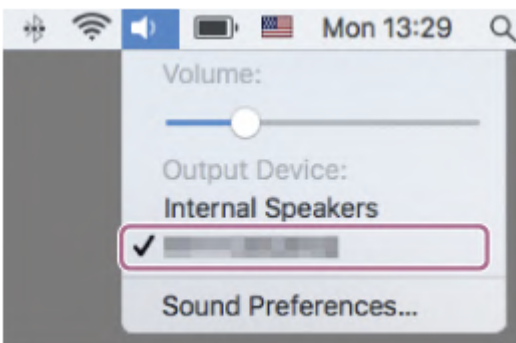 Mon 13:29
Volume:
Output Device:
Internal Speakers
Sound Preferences...